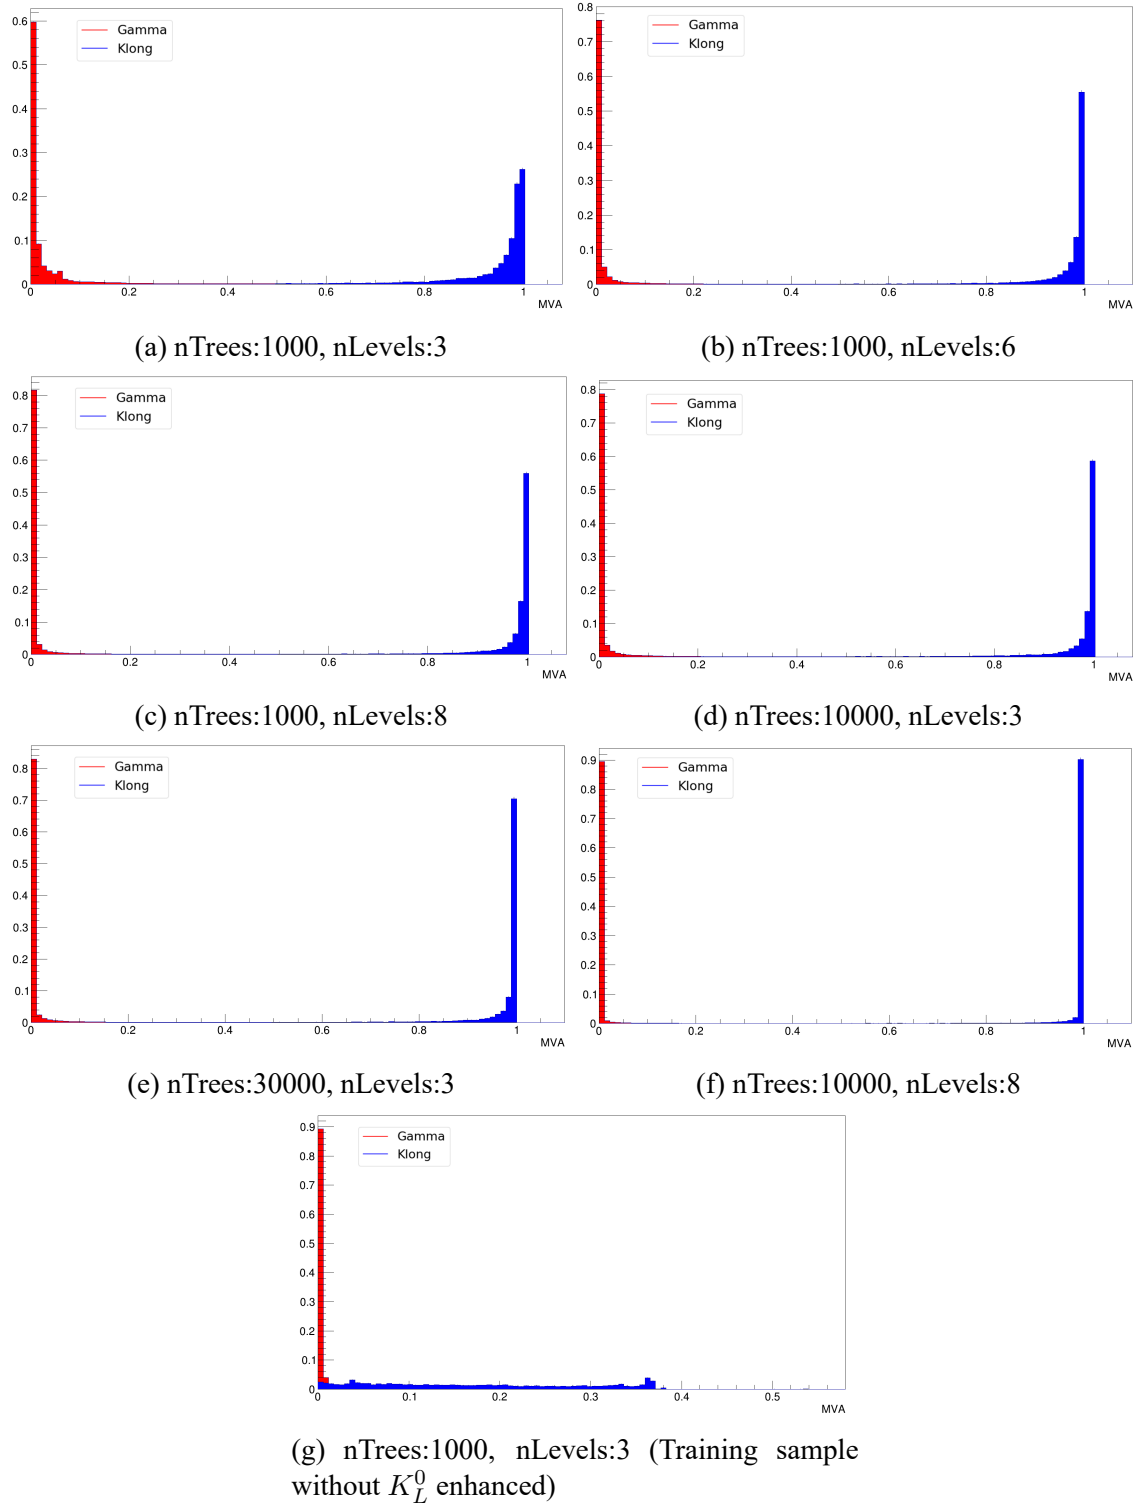 0.6
0.5
0.4
0.3
0.2
0.1
0
0 0.2 0.4 0.6 0.8 1
MVA
Gamma
Klong
(a) nTrees:1000, nLevels:3
0.8
0.7
0.6
0.5
0.4
0.3
0.2
0.1
0
0 0.2 0.4 0.6 0.8 1
MVA
Gamma
Klong
(b) nTrees:1000, nLevels:6
0.8
0.7
0.6
0.5
0.4
0.3
0.2
0.1
0
0 0.2 0.4 0.6 0.8 1
MVA
Gamma
Klong
(c) nTrees:1000, nLevels:8
0.8
0.7
0.6
0.5
0.4
0.3
0.2
0.1
0
0 0.2 0.4 0.6 0.8 1
MVA
Gamma
Klong
(d) nTrees:10000, nLevels:3
0.8
0.7
0.6
0.5
0.4
0.3
0.2
0.1
0
0 0.2 0.4 0.6 0.8 1
MVA
Gamma
Klong
(e) nTrees:30000, nLevels:3
0.9
0.8
0.7
0.6
0.5
0.4
0.3
0.2
0.1
0
0 0.2 0.4 0.6 0.8 1
MVA
Gamma
Klong
(f) nTrees:10000, nLevels:8
0.9
0.8
0.7
0.6
0.5
0.4
0.3
0.2
0.1
0
0 0.1 0.2 0.3 0.4 0.5
MVA
Gamma
Klong
(g) nTrees:1000, nLevels:3 (Training sample
without $K_L^0$ enhanced)